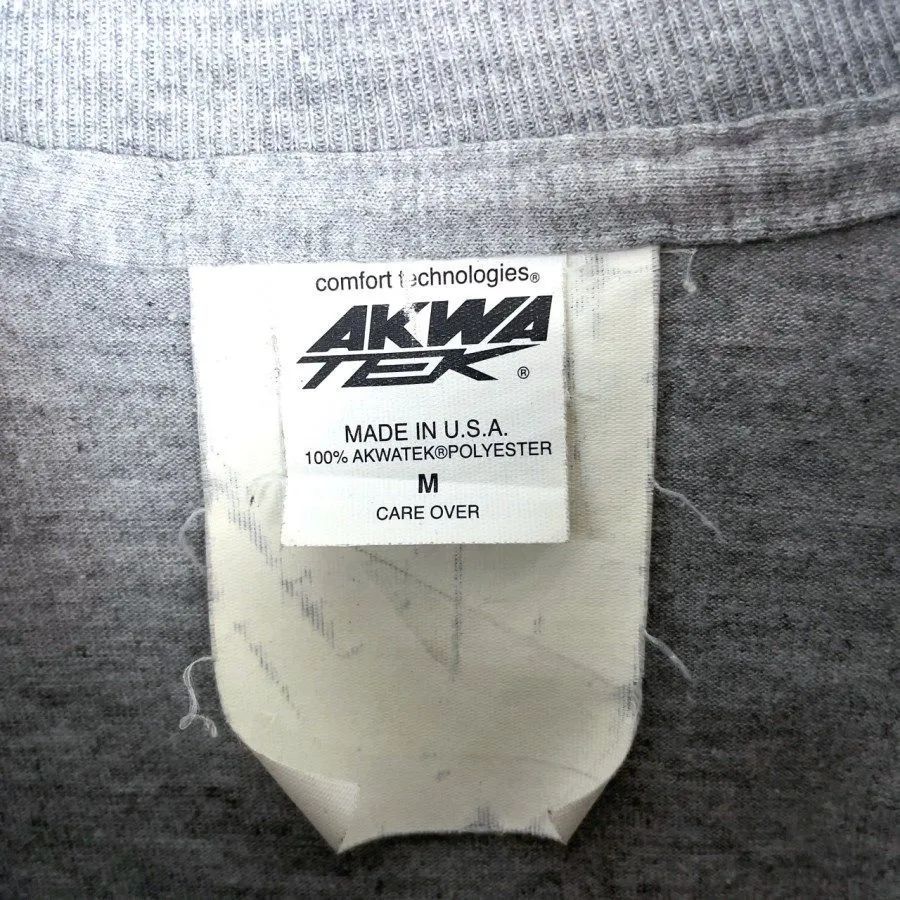 comfort technologies®
AKWA
TEK ®
MADE IN U.S.A.
100% AKWATEK®POLYESTER
M
CARE OVER